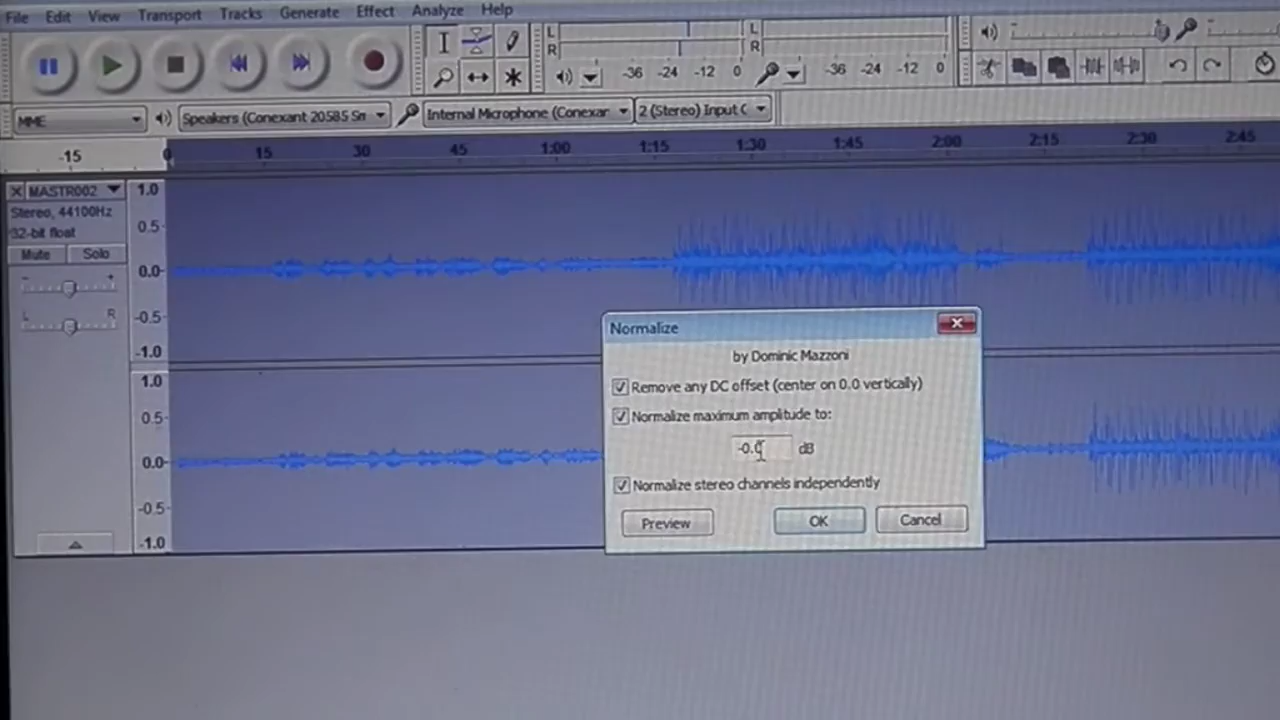 File Edit View Transport Tracks Generate Effect Analyze Help
L
R
L
R
-36 -24 -12 0
-36 -24 -12 0
MME
Speakers (Conexant 20585 Sm
Internal Microphone (Conexar
2 (Stereo) Input C
-15 0 15 30 45 1:00 1:15 1:30 1:45 2:00 2:15 2:30 2:45
MASTR002
Stereo, 44100Hz
32-bit float
Mute Solo
- +
L R
1.0
0.5
0.0
-0.5
-1.0
1.0
0.5
0.0
-0.5
-1.0
Normalize
by Dominic Mazzoni
Remove any DC offset (center on 0.0 vertically)
Normalize maximum amplitude to:
-0.0 dB
Normalize stereo channels independently
Preview OK Cancel